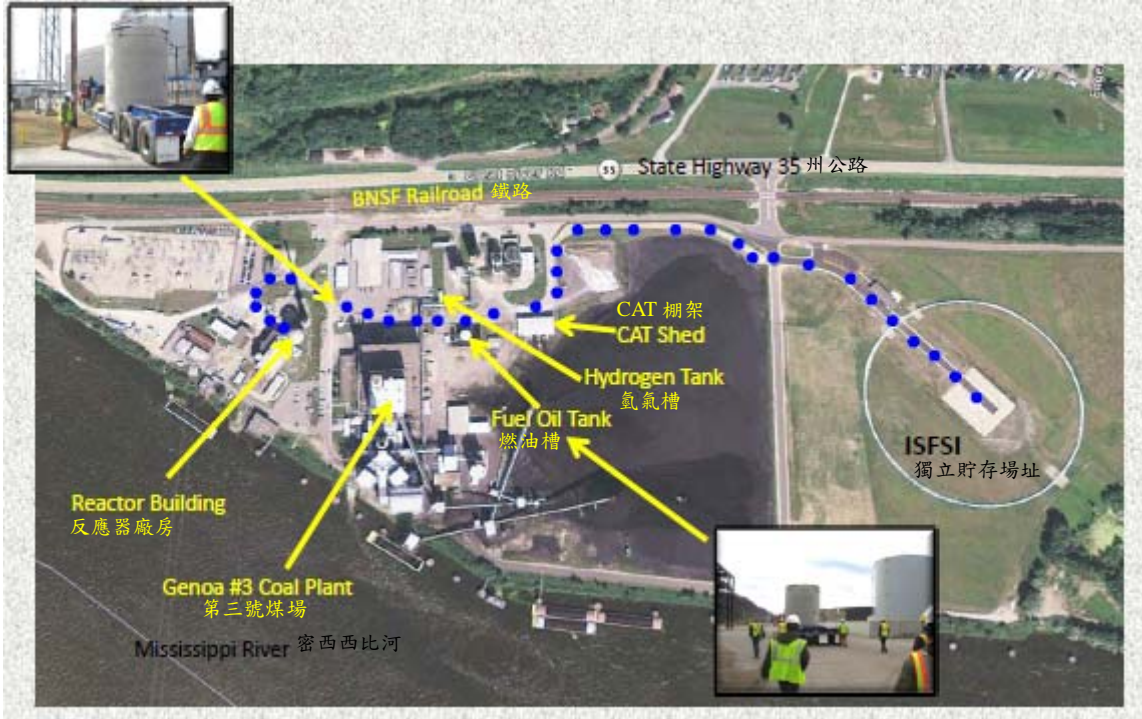 State Highway 35 州公路
55
BNSF Railroad 鐵路
CAT 棚架
CAT Shed
Hydrogen Tank
氫氣槽
Fuel Oil Tank
燃油槽
ISFSI
獨立貯存場址
Reactor Building
反應器廠房
Genoa #3 Coal Plant
第三號煤場
Mississippi River 密西西比河